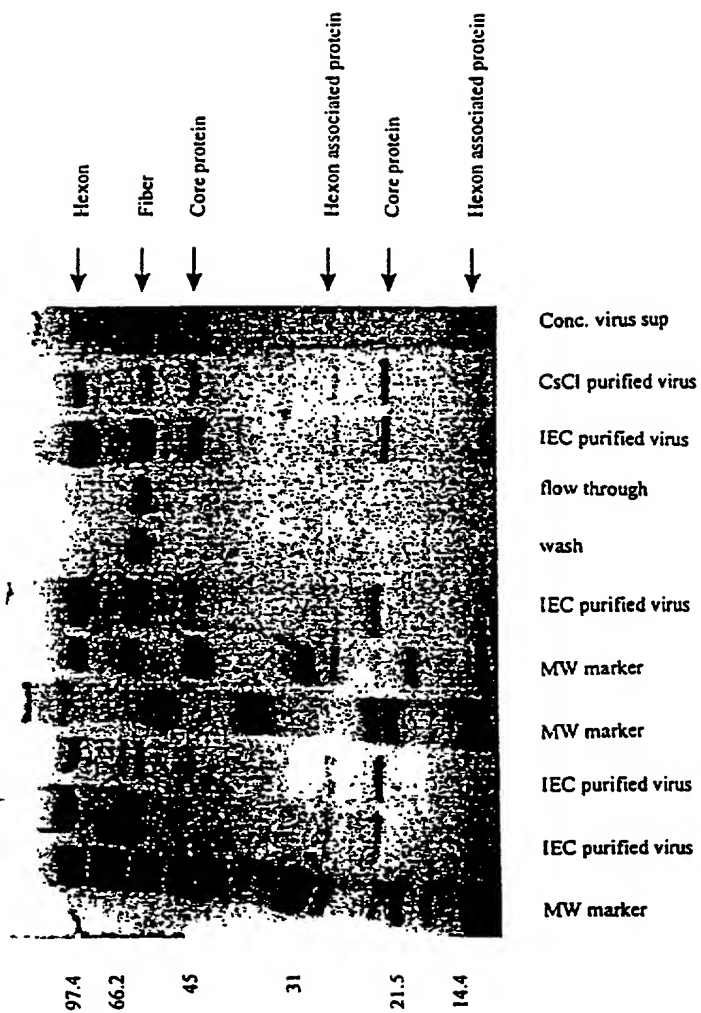 Hexon
Fiber
Core protein
Hexon associated protein
Core protein
Hexon associated protein
Conc. virus sup
CsCl purified virus
IEC purified virus
flow through
wash
IEC purified virus
MW marker
MW marker
IEC purified virus
IEC purified virus
MW marker
97.4
66.2
45
31
21.5
14.4